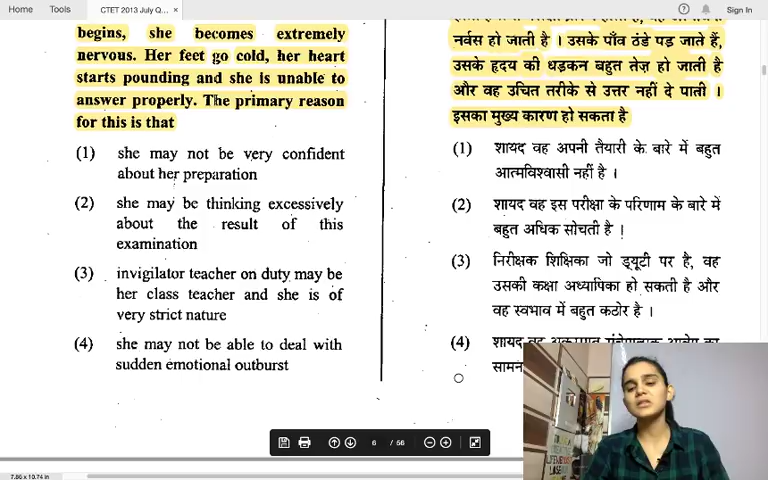 Home
Tools
CTET 2013 July Q... ×
Sign In
begins, she becomes extremely
nervous. Her feet go cold, her heart
starts pounding and she is unable to
answer properly. The primary reason
for this is that
(1) she may not be very confident
about her preparation
(2) she may be thinking excessively
about the result of this
examination
(3) invigilator teacher on duty may be
her class teacher and she is of
very strict nature
(4) she may not be able to deal with
sudden emotional outburst
नर्वस हो जाती है । उसके पाँव ठंडे पड़ जाते हैं,
उसके हृदय की धड़कन बहुत तेज़ हो जाती है
और वह उचित तरीके से उत्तर नहीं दे पाती ।
इसका मुख्य कारण हो सकता है
(1) शायद वह अपनी तैयारी के बारे में बहुत
आत्मविश्वासी नहीं है ।
(2) शायद वह इस परीक्षा के परिणाम के बारे में
बहुत अधिक सोचती है !
(3) निरीक्षक शिक्षिका जो ड्यूटी पर है, वह
उसकी कक्षा अध्यापिका हो सकती है और
वह स्वभाव में बहुत कठोर है ।
(4) शायद वह
6 / 56
7.86 x 10.74 in